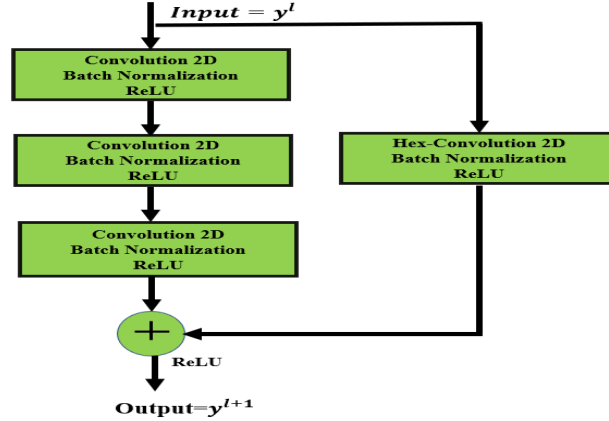 Input = y^l
Convolution 2D
Batch Normalization
ReLU
Convolution 2D
Batch Normalization
ReLU
Hex-Convolution 2D
Batch Normalization
ReLU
Convolution 2D
Batch Normalization
ReLU
+
ReLU
Output=y^{l+1}